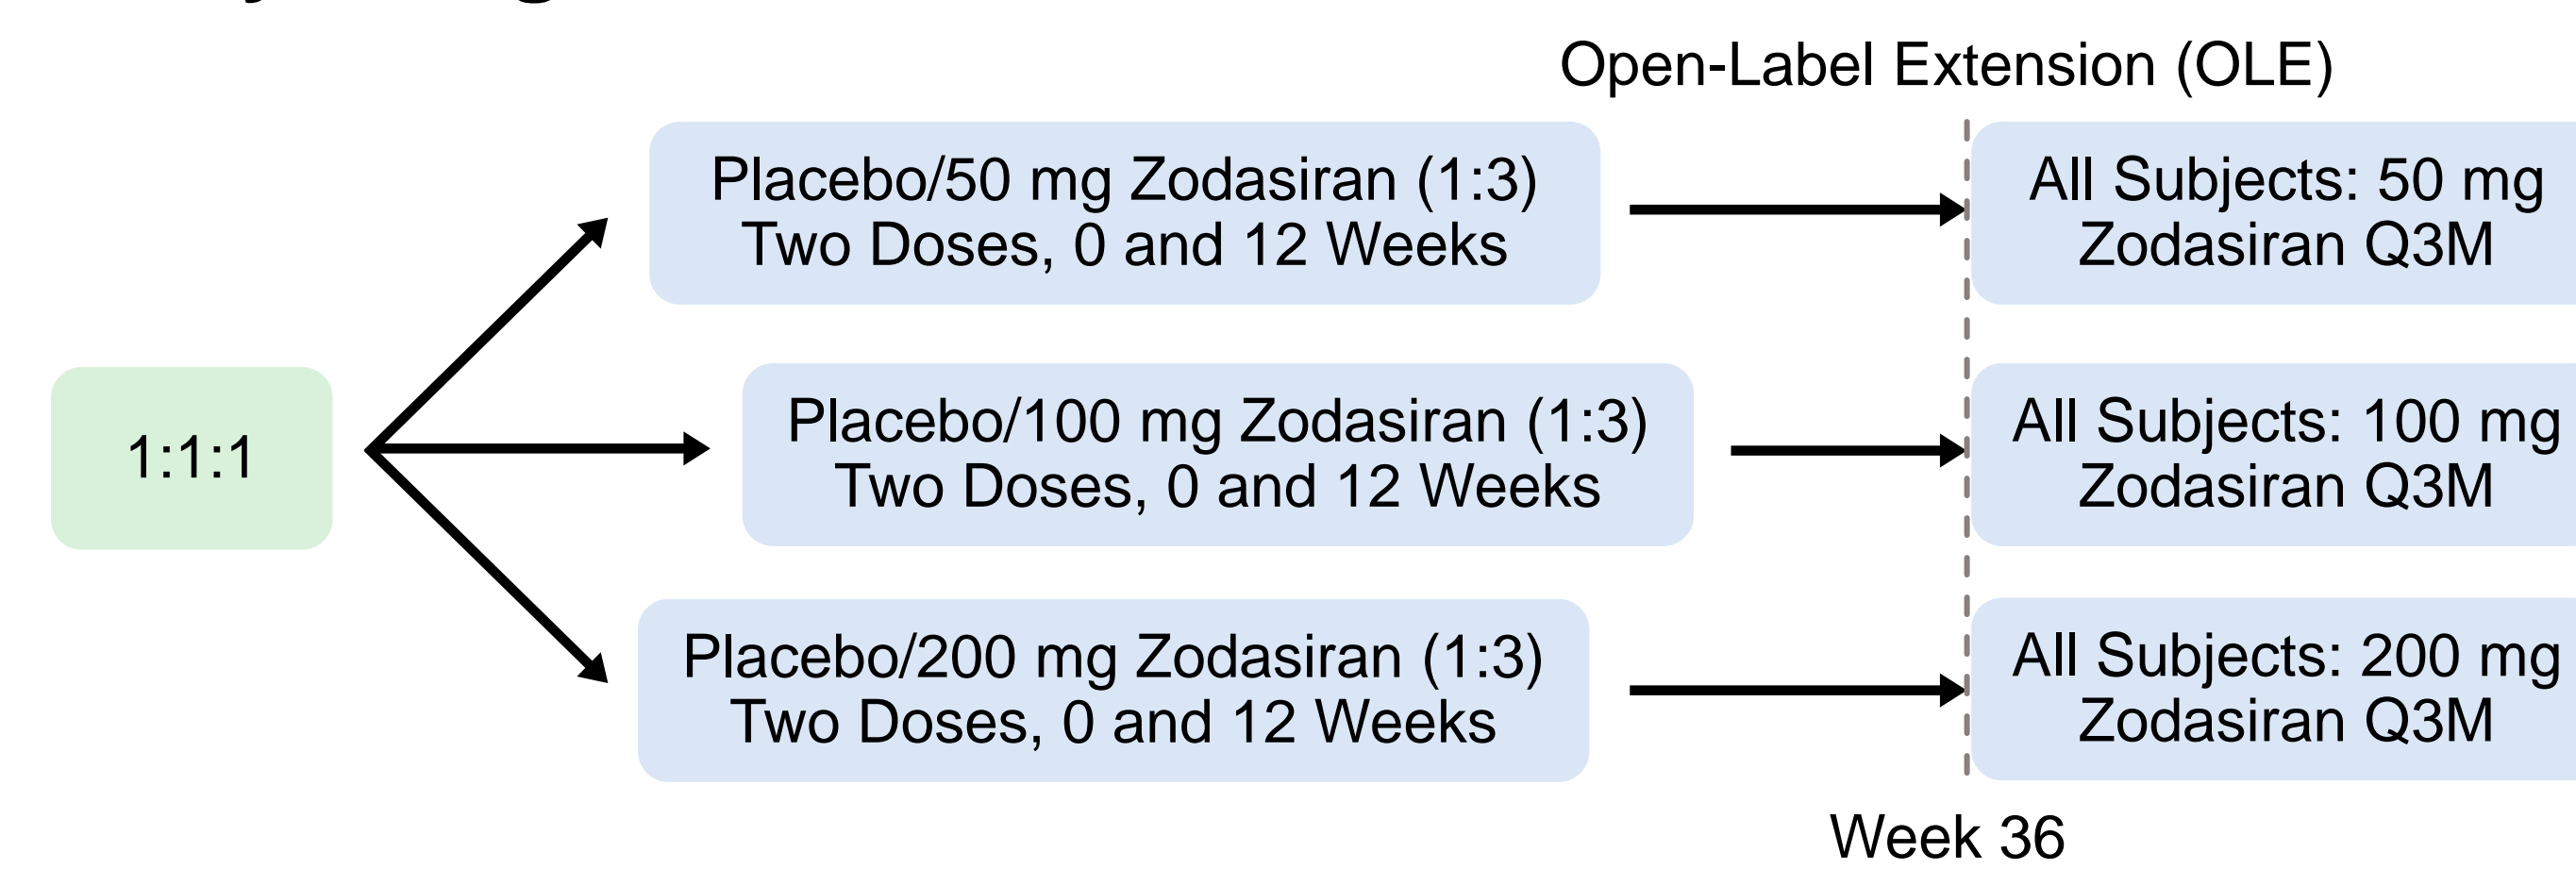 Open-Label Extension (OLE)
Placebo/50 mg Zodasiran (1:3)
Two Doses, 0 and 12 Weeks
All Subjects: 50 mg
Zodasiran Q3M
1:1:1
Placebo/100 mg Zodasiran (1:3)
Two Doses, 0 and 12 Weeks
All Subjects: 100 mg
Zodasiran Q3M
Placebo/200 mg Zodasiran (1:3)
Two Doses, 0 and 12 Weeks
All Subjects: 200 mg
Zodasiran Q3M
Week 36